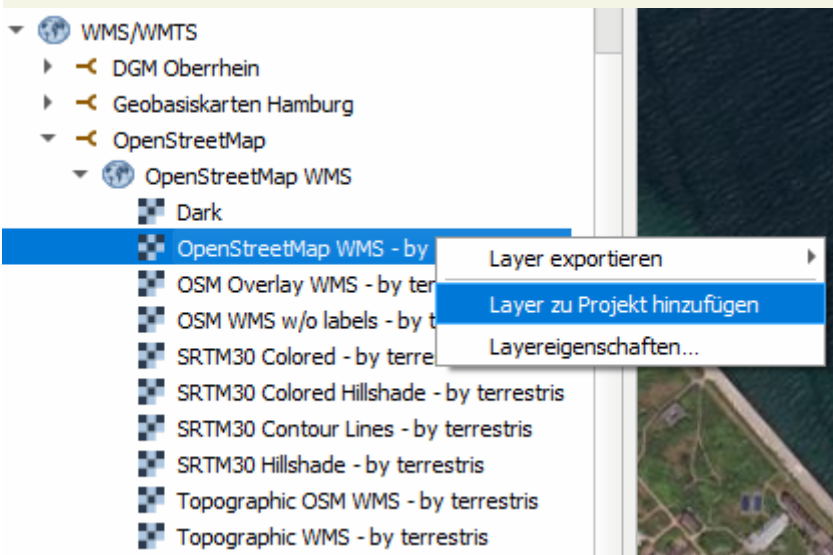 WMS/WMTS
DGM Oberrhein
Geobasiskarten Hamburg
OpenStreetMap
OpenStreetMap WMS
Dark
OpenStreetMap WMS - by
Layer exportieren
OSM Overlay WMS - by ter
Layer zu Projekt hinzufügen
OSM WMS w/o labels - by t
Layereigenschaften...
SRTM30 Colored - by terre
SRTM30 Colored Hillshade - by terrestris
SRTM30 Contour Lines - by terrestris
SRTM30 Hillshade - by terrestris
Topographic OSM WMS - by terrestris
Topographic WMS - by terrestris